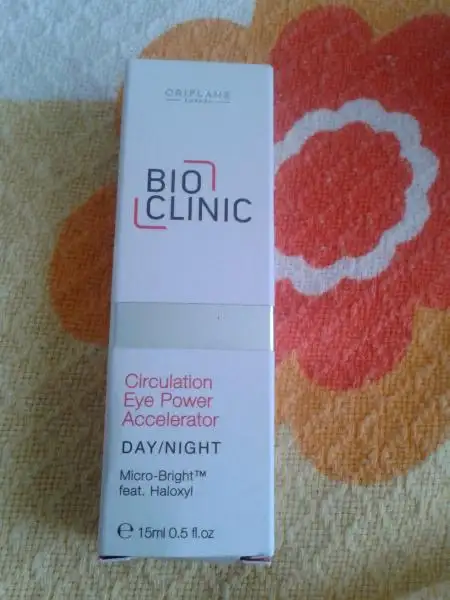 ORIFLAME
SWEDEN
BIO
CLINIC
Circulation
Eye Power
Accelerator
DAY/NIGHT
Micro-Bright™
feat. Haloxyl
℮ 15ml 0.5 fl.oz